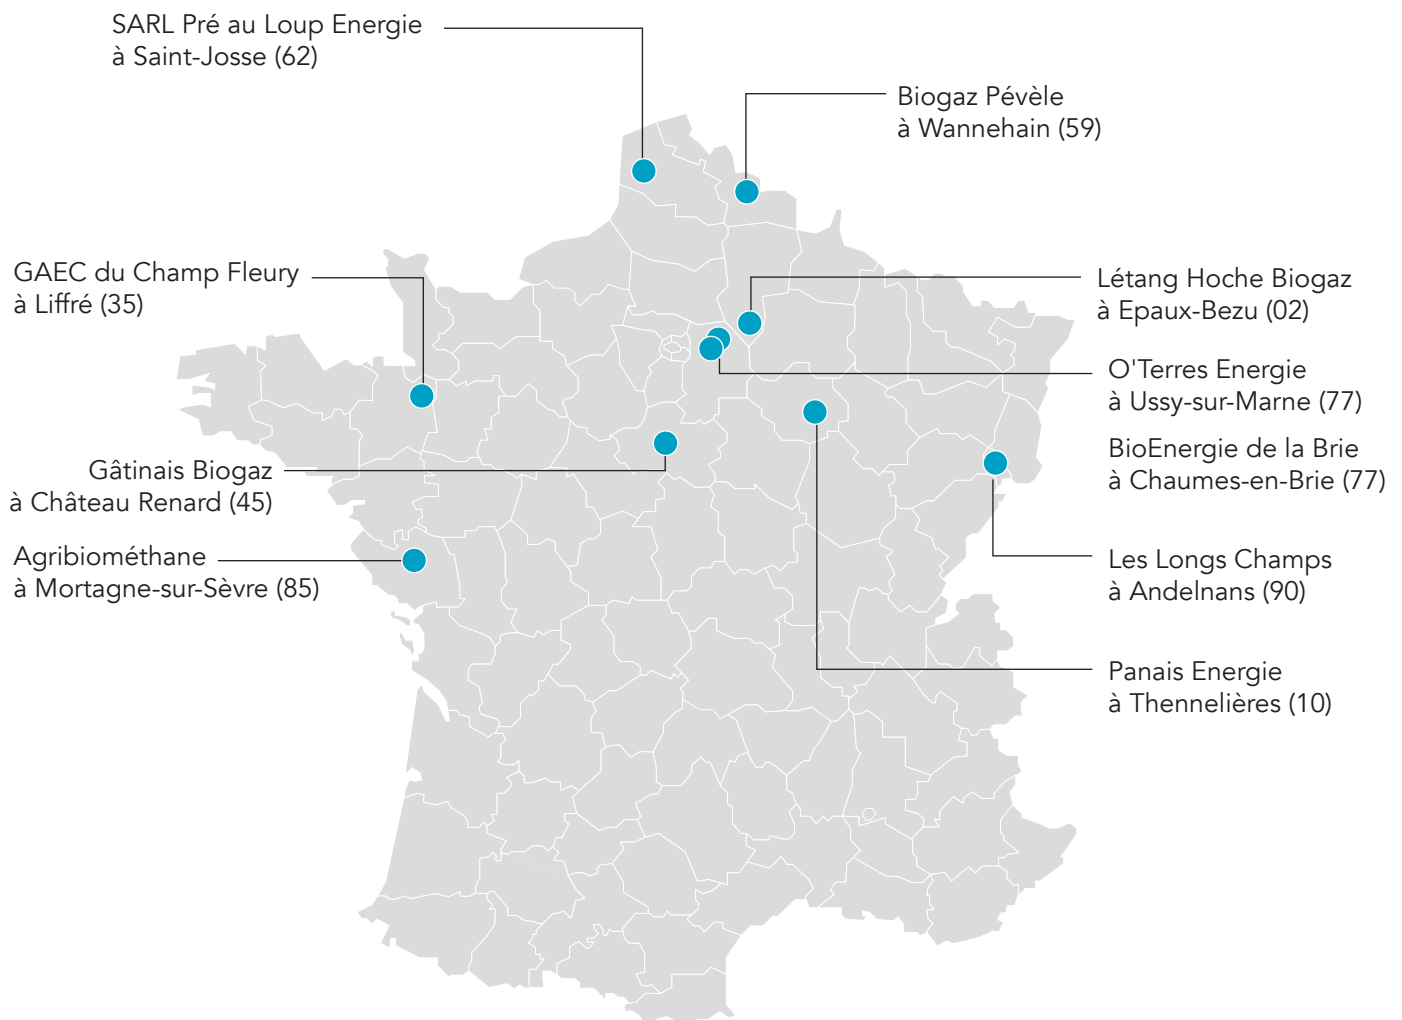 SARL Pré au Loup Energie
à Saint-Josse (62)
Biogaz Pévèle
à Wannehain (59)
GAEC du Champ Fleury
à Liffré (35)
Létang Hoche Biogaz
à Epaux-Bezu (02)
O'Terres Energie
à Ussy-sur-Marne (77)
BioEnergie de la Brie
à Chaumes-en-Brie (77)
Gâtinais Biogaz
à Château Renard (45)
Agribiométhane
à Mortagne-sur-Sèvre (85)
Les Longs Champs
à Andelnans (90)
Panais Energie
à Thennelières (10)